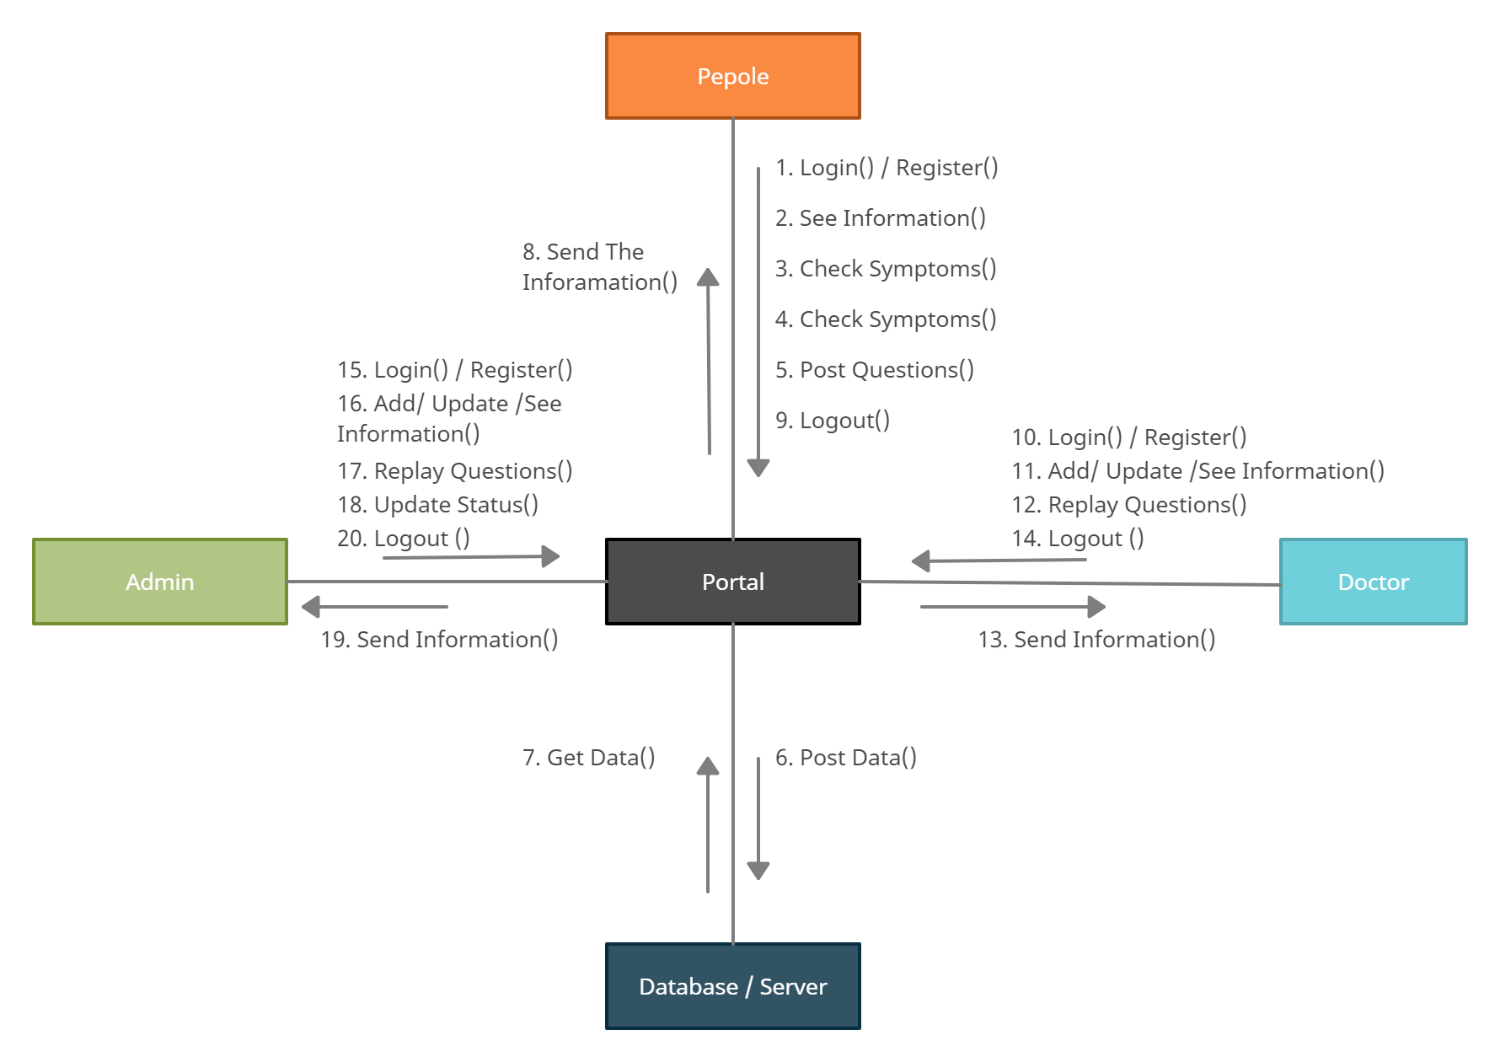 Pepole
1. Login() / Register()
2. See Information()
8. Send The
Inforamation()
3. Check Symptoms()
4. Check Symptoms()
5. Post Questions()
9. Logout()
15. Login() / Register()
16. Add/ Update /See
Information()
17. Replay Questions()
18. Update Status()
20. Logout ()
10. Login() / Register()
11. Add/ Update /See Information()
12. Replay Questions()
14. Logout ()
Admin
Portal
Doctor
19. Send Information()
13. Send Information()
7. Get Data()
6. Post Data()
Database / Server